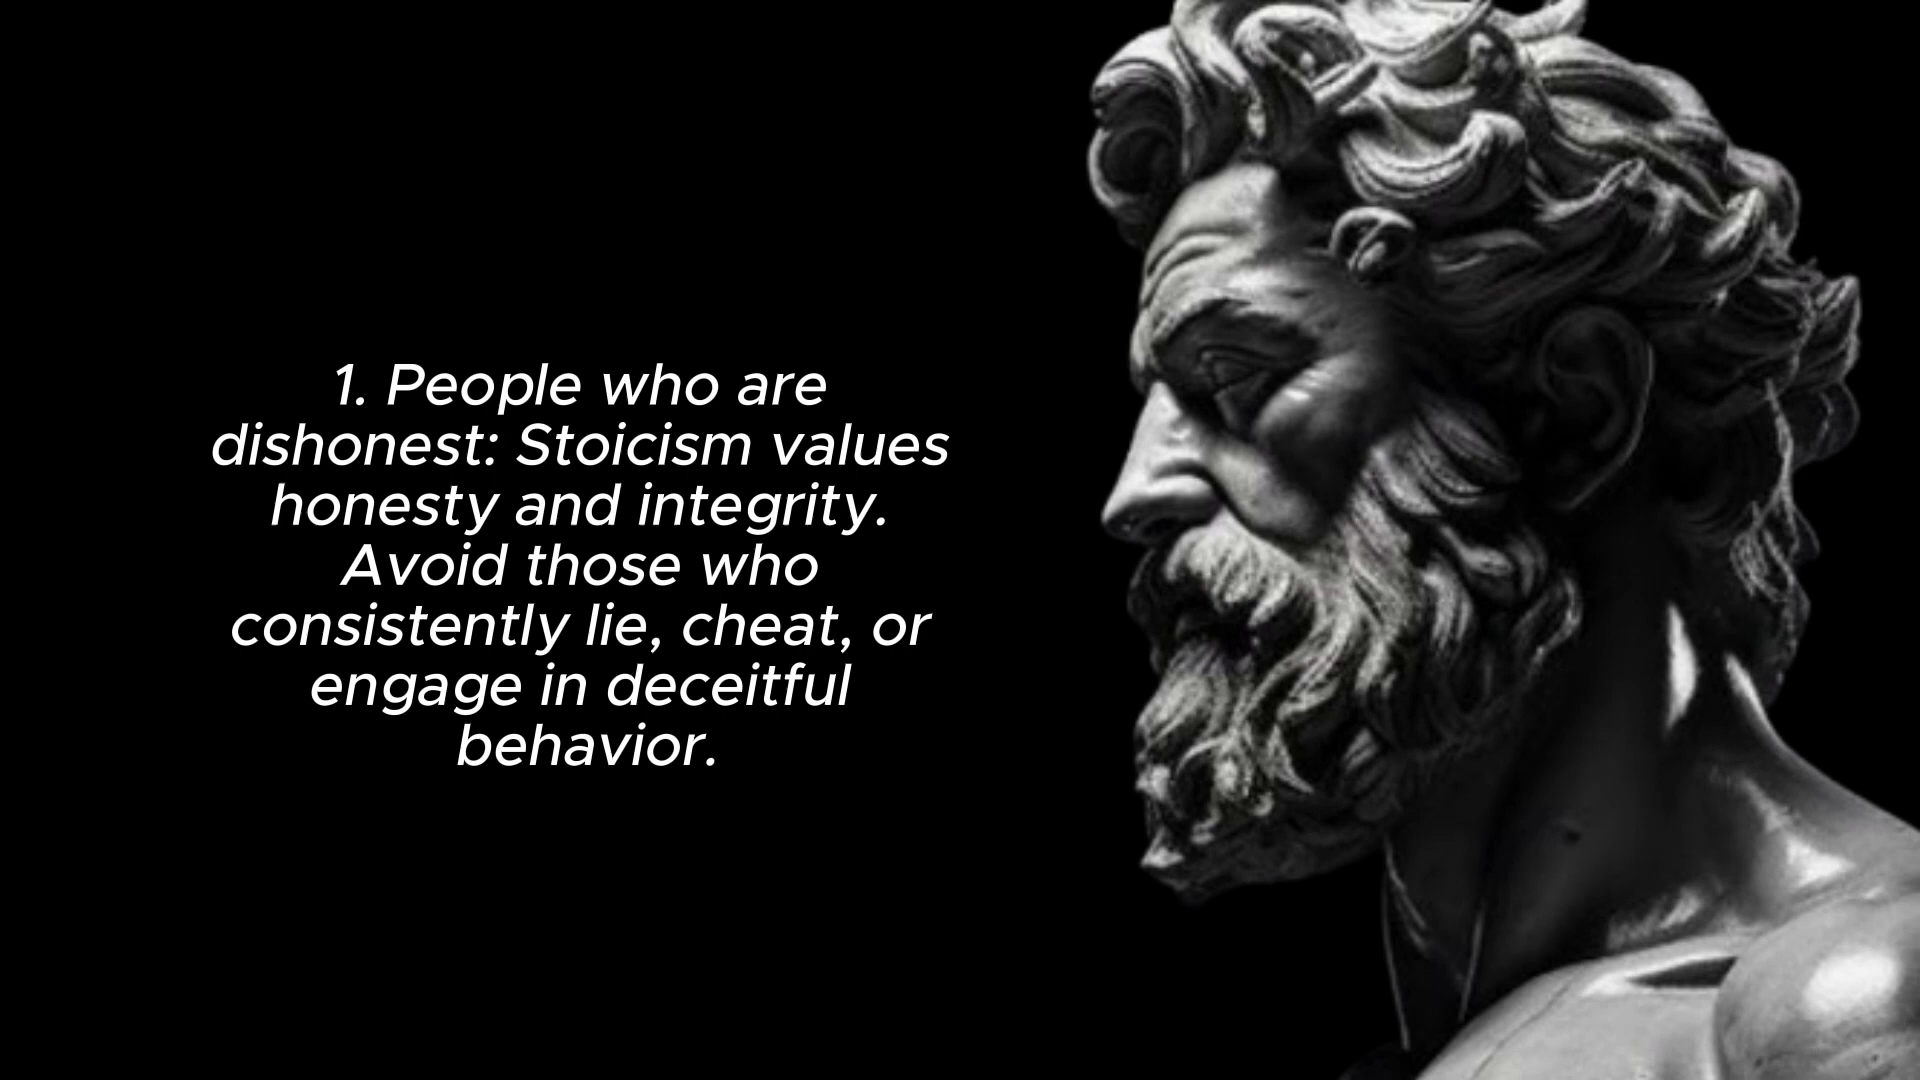 1. People who are
dishonest: Stoicism values
honesty and integrity.
Avoid those who
consistently lie, cheat, or
engage in deceitful
behavior.